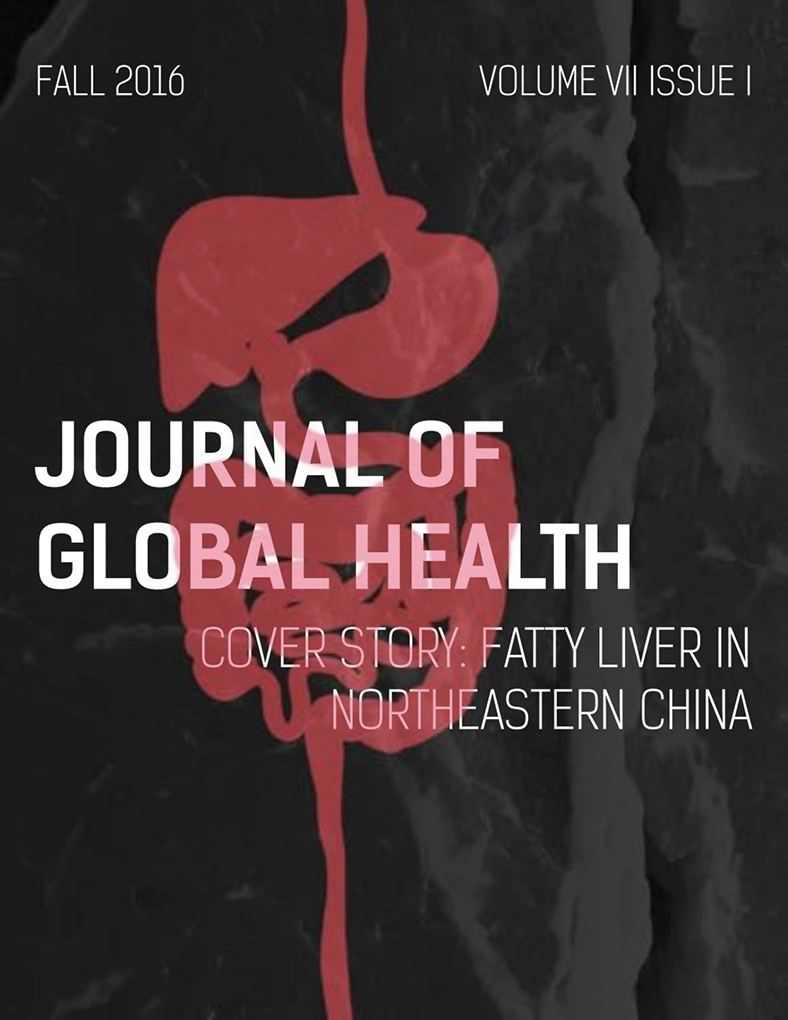 FALL 2016
VOLUME VII ISSUE I
JOURNAL OF
GLOBAL HEALTH
COVER STORY: FATTY LIVER IN
NORTHEASTERN CHINA